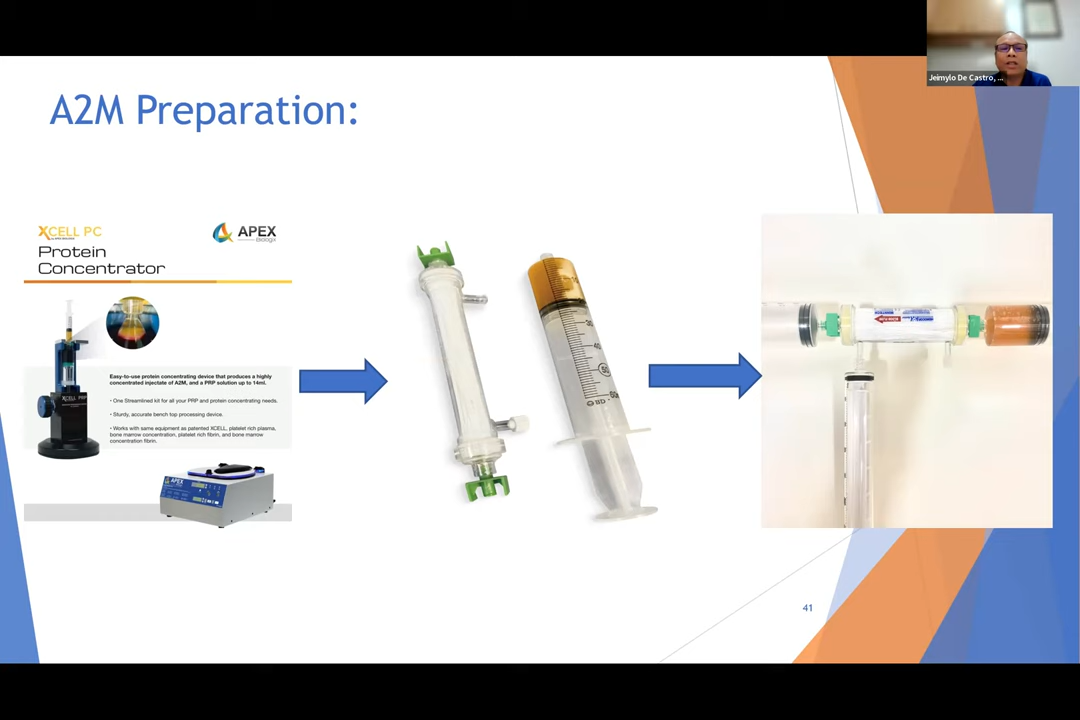 Jeimylo De Castro, ...
A2M Preparation:
XCELL PC
APEX
Biologix
Protein
Concentrator
Easy-to-use protein concentrating device that produces a highly
concentrated injectate of A2M, and a PRP solution up to 14ml.
• One Streamlined kit for all your PRP and protein concentrating needs.
• Sturdy, accurate bench top processing device.
• Works with same equipment as patented XCELL, platelet rich plasma,
bone marrow concentration, platelet rich fibrin, and bone marrow
concentration fibrin.
XCELL PRP
APEX
BD
41